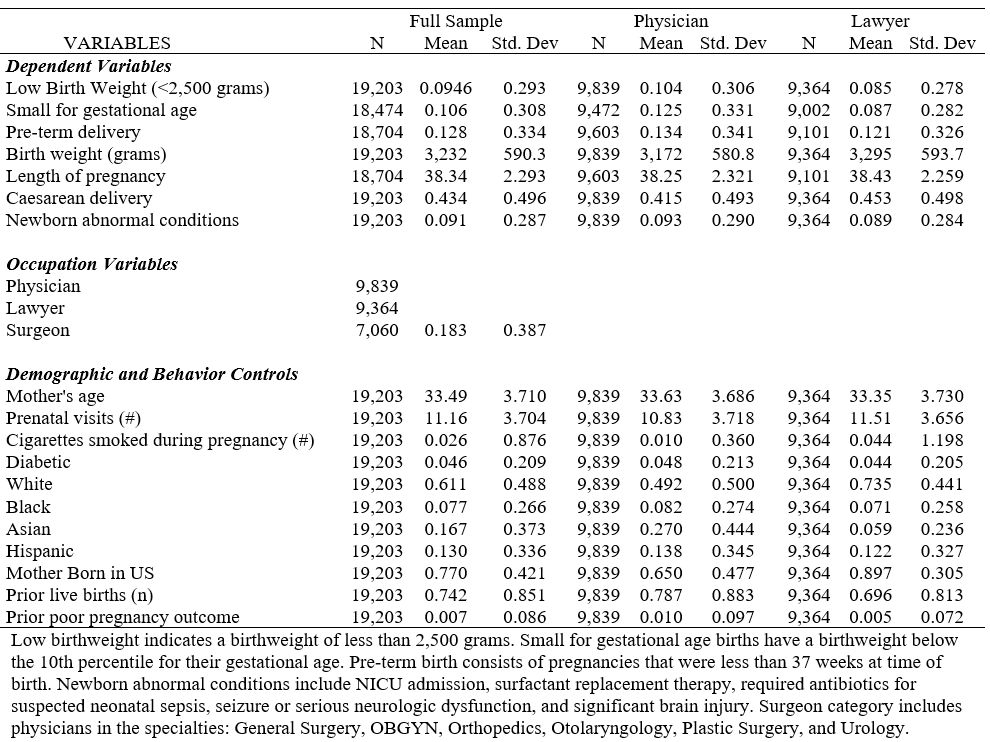 Full Sample Physician Lawyer
VARIABLES N Mean Std. Dev N Mean Std. Dev N Mean Std. Dev
Dependent Variables
Low Birth Weight (<2,500 grams) 19,203 0.0946 0.293 9,839 0.104 0.306 9,364 0.085 0.278
Small for gestational age 18,474 0.106 0.308 9,472 0.125 0.331 9,002 0.087 0.282
Pre-term delivery 18,704 0.128 0.334 9,603 0.134 0.341 9,101 0.121 0.326
Birth weight (grams) 19,203 3,232 590.3 9,839 3,172 580.8 9,364 3,295 593.7
Length of pregnancy 18,704 38.34 2.293 9,603 38.25 2.321 9,101 38.43 2.259
Caesarean delivery 19,203 0.434 0.496 9,839 0.415 0.493 9,364 0.453 0.498
Newborn abnormal conditions 19,203 0.091 0.287 9,839 0.093 0.290 9,364 0.089 0.284
Occupation Variables
Physician 9,839
Lawyer 9,364
Surgeon 7,060 0.183 0.387
Demographic and Behavior Controls
Mother's age 19,203 33.49 3.710 9,839 33.63 3.686 9,364 33.35 3.730
Prenatal visits (#) 19,203 11.16 3.704 9,839 10.83 3.718 9,364 11.51 3.656
Cigarettes smoked during pregnancy (#) 19,203 0.026 0.876 9,839 0.010 0.360 9,364 0.044 1.198
Diabetic 19,203 0.046 0.209 9,839 0.048 0.213 9,364 0.044 0.205
White 19,203 0.611 0.488 9,839 0.492 0.500 9,364 0.735 0.441
Black 19,203 0.077 0.266 9,839 0.082 0.274 9,364 0.071 0.258
Asian 19,203 0.167 0.373 9,839 0.270 0.444 9,364 0.059 0.236
Hispanic 19,203 0.130 0.336 9,839 0.138 0.345 9,364 0.122 0.327
Mother Born in US 19,203 0.770 0.421 9,839 0.650 0.477 9,364 0.897 0.305
Prior live births (n) 19,203 0.742 0.851 9,839 0.787 0.883 9,364 0.696 0.813
Prior poor pregnancy outcome 19,203 0.007 0.086 9,839 0.010 0.097 9,364 0.005 0.072
Low birthweight indicates a birthweight of less than 2,500 grams. Small for gestational age births have a birthweight below
the 10th percentile for their gestational age. Pre-term birth consists of pregnancies that were less than 37 weeks at time of
birth. Newborn abnormal conditions include NICU admission, surfactant replacement therapy, required antibiotics for
suspected neonatal sepsis, seizure or serious neurologic dysfunction, and significant brain injury. Surgeon category includes
physicians in the specialties: General Surgery, OBGYN, Orthopedics, Otolaryngology, Plastic Surgery, and Urology.